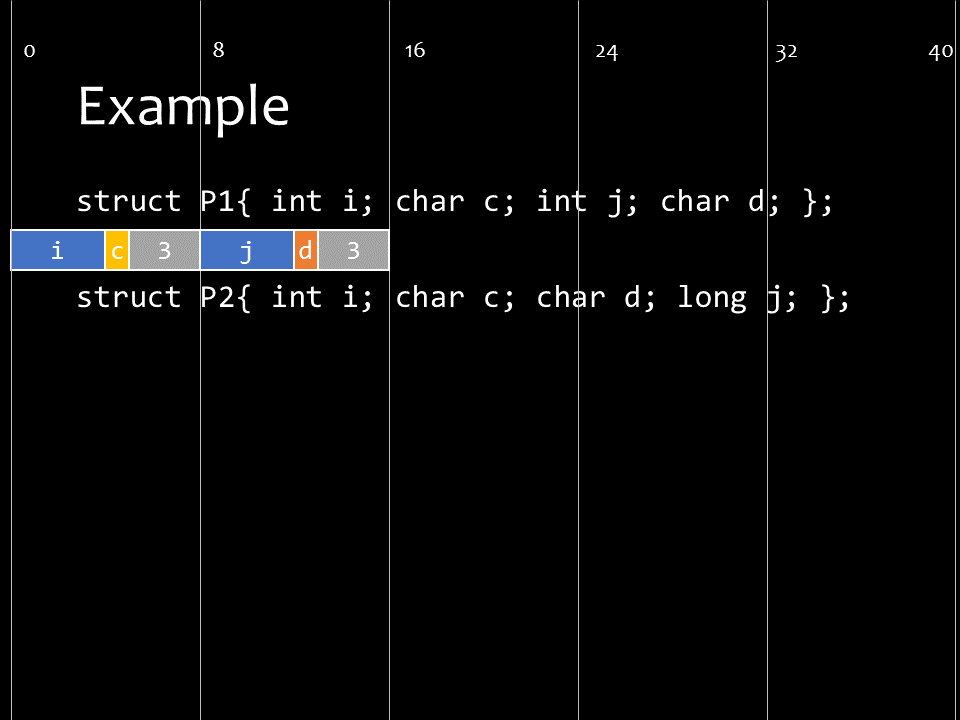 0 8 16 24 32 40
Example
struct P1{ int i; char c; int j; char d; };
i c 3 j d 3
struct P2{ int i; char c; char d; long j; };